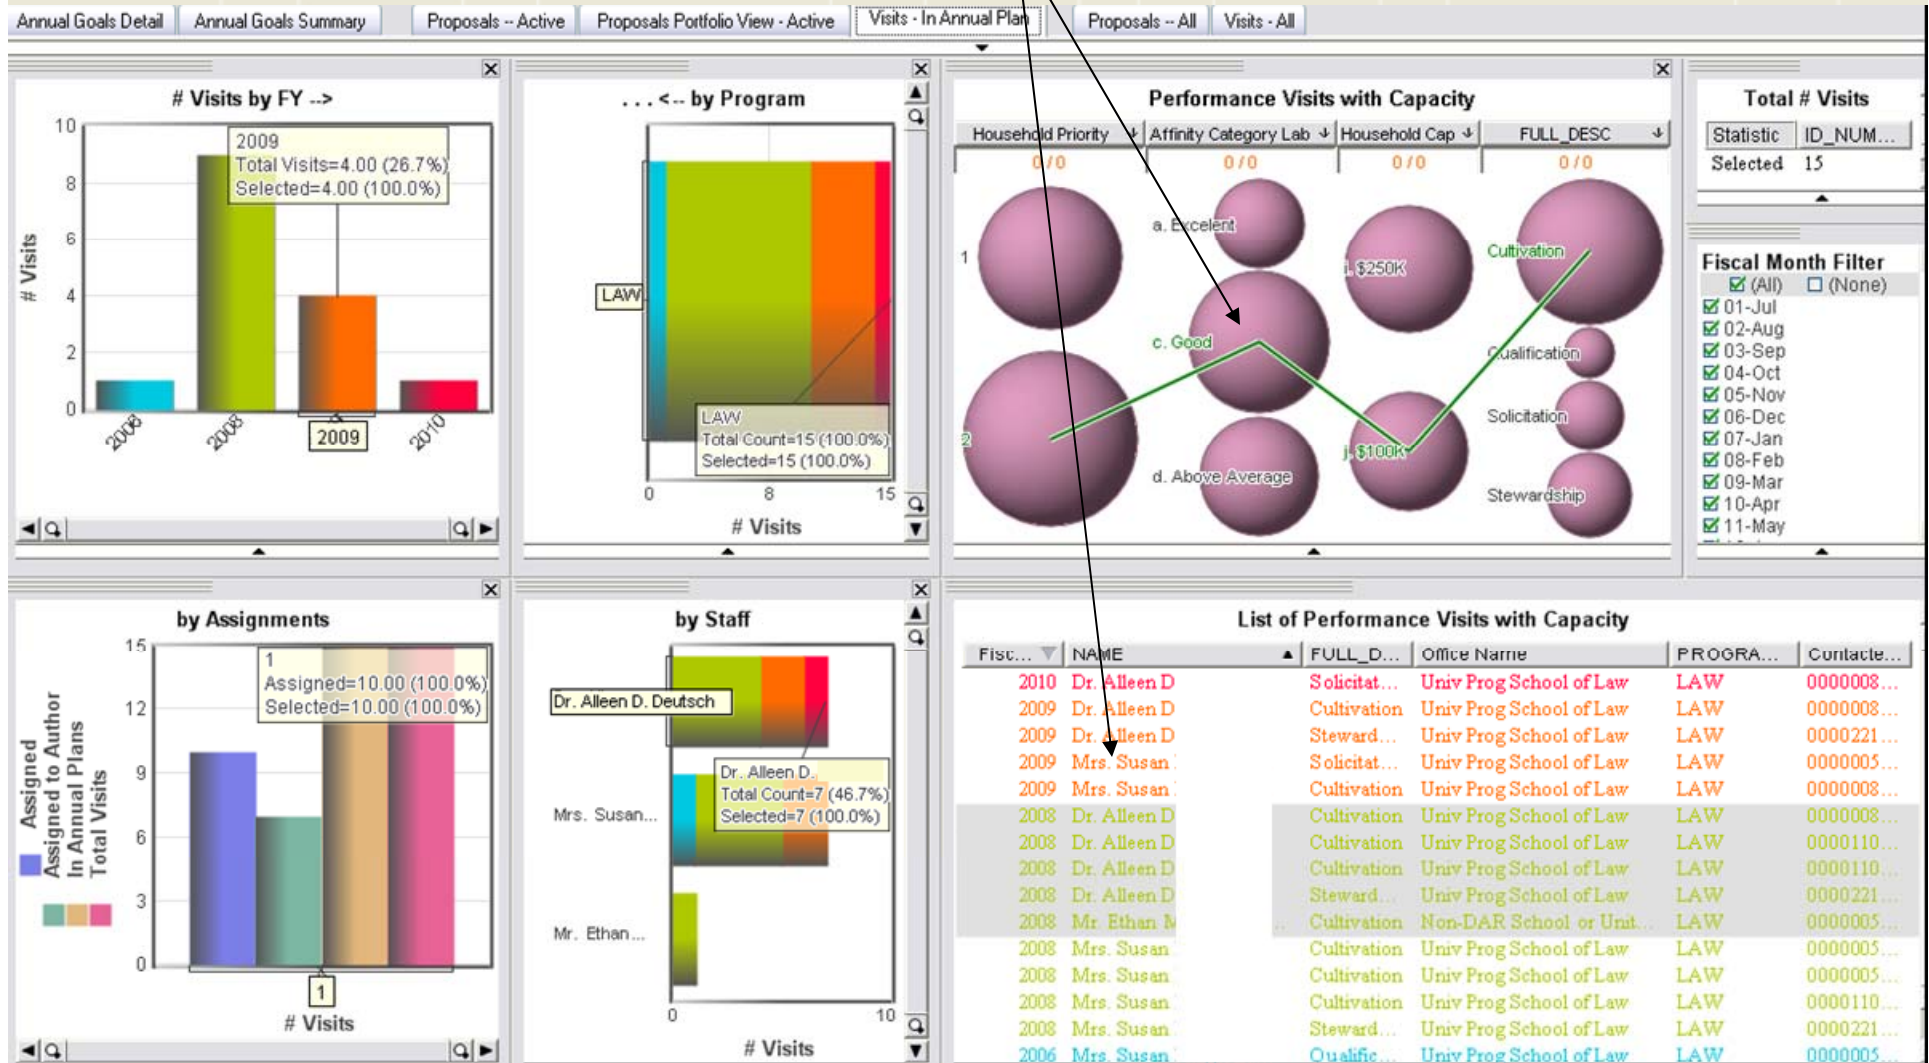 Annual Goals Detail Annual Goals Summary Proposals -- Active Proposals Portfolio View - Active Visits - In Annual Plan Proposals -- All Visits - All
# Visits by FY -->
10
8
6
4
2
0
# Visits
2009
Total Visits=4.00 (26.7%)
Selected=4.00 (100.0%)
2006 2008 2009 2010
. . . <-- by Program
LAW
LAW
Total Count=15 (100.0%)
Selected=15 (100.0%)
0 8 15
# Visits
Performance Visits with Capacity
Household Priority Affinity Category Lab Household Cap FULL_DESC
0 / 0 0 / 0 0 / 0 0 / 0
1
2
a. Excelent
c. Good
d. Above Average
i. $250K
j. $100K
Cultivation
Qualification
Solicitation
Stewardship
Total # Visits
Statistic ID_NUM...
Selected 15
Fiscal Month Filter
(All) (None)
01-Jul
02-Aug
03-Sep
04-Oct
05-Nov
06-Dec
07-Jan
08-Feb
09-Mar
10-Apr
11-May
by Assignments
Assigned
Assigned to Author
In Annual Plans
Total Visits
15
12
9
6
3
0
1
Assigned=10.00 (100.0%)
Selected=10.00 (100.0%)
1
# Visits
by Staff
Dr. Alleen D. Deutsch
Dr. Alleen D.
Total Count=7 (46.7%)
Selected=7 (100.0%)
Mrs. Susan...
Mr. Ethan...
0 10
# Visits
List of Performance Visits with Capacity
Fisc... NAME FULL_D... Office Name PROGRA... Contacte...
2010 Dr. Alleen D Solicitat... Univ Prog School of Law LAW 0000008...
2009 Dr. Alleen D Cultivation Univ Prog School of Law LAW 0000008...
2009 Dr. Alleen D Steward... Univ Prog School of Law LAW 0000221...
2009 Mrs. Susan Solicitat... Univ Prog School of Law LAW 0000005...
2009 Mrs. Susan Cultivation Univ Prog School of Law LAW 0000008...
2008 Dr. Alleen D Cultivation Univ Prog School of Law LAW 0000008...
2008 Dr. Alleen D Cultivation Univ Prog School of Law LAW 0000110...
2008 Dr. Alleen D Cultivation Univ Prog School of Law LAW 0000110...
2008 Dr. Alleen D Steward... Univ Prog School of Law LAW 0000221...
2008 Mr. Ethan M .. Cultivation Non-DAR School or Unit... LAW 0000005...
2008 Mrs. Susan Cultivation Univ Prog School of Law LAW 0000005...
2008 Mrs. Susan Cultivation Univ Prog School of Law LAW 0000005...
2008 Mrs. Susan Cultivation Univ Prog School of Law LAW 0000110...
2008 Mrs. Susan Steward... Univ Prog School of Law LAW 0000221...
2006 Mrs. Susan Qualific... Univ Prog School of Law LAW 0000005...